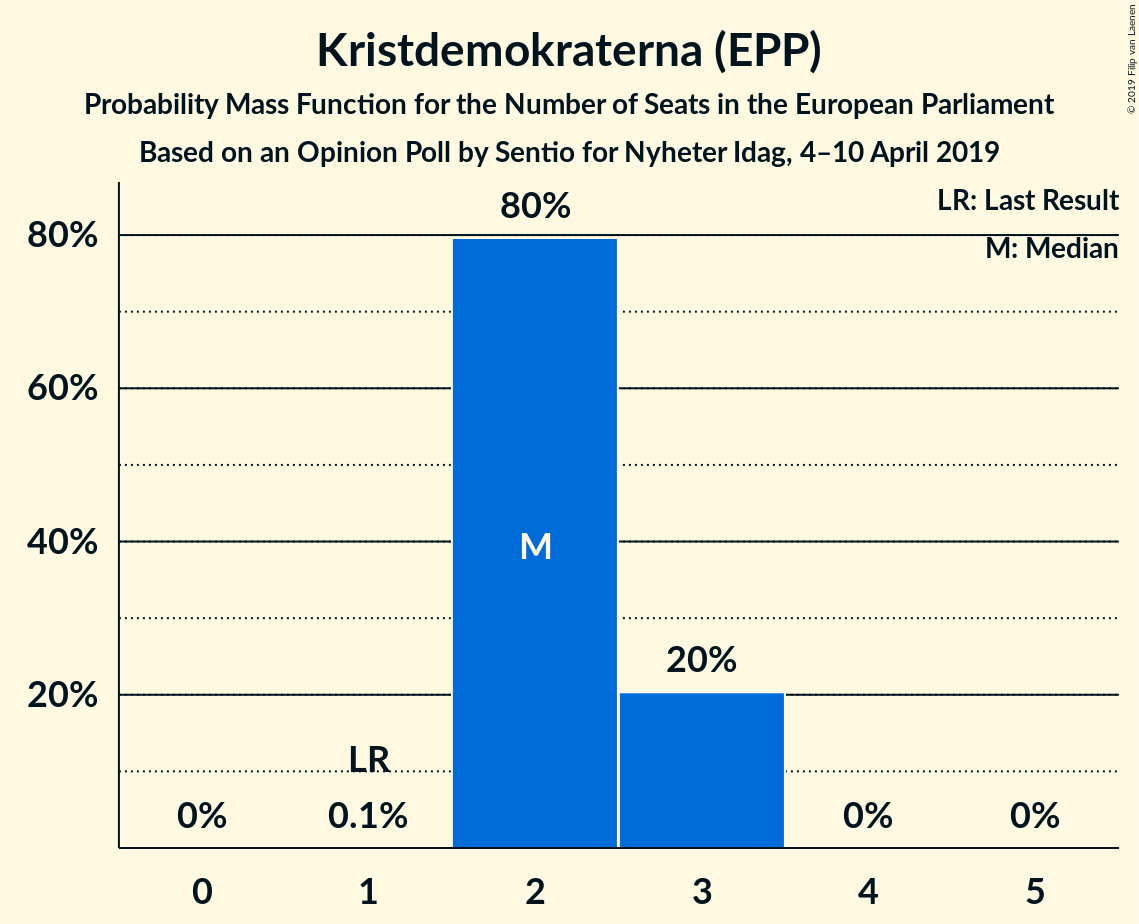 Kristdemokraterna (EPP)
Probability Mass Function for the Number of Seats in the European Parliament
Based on an Opinion Poll by Sentio for Nyheter Idag, 4–10 April 2019
© 2019 Filip van Laenen
LR: Last Result
M: Median
80%
60%
40%
20%
0%
LR
0.1%
80%
M
20%
0%
0%
0 1 2 3 4 5